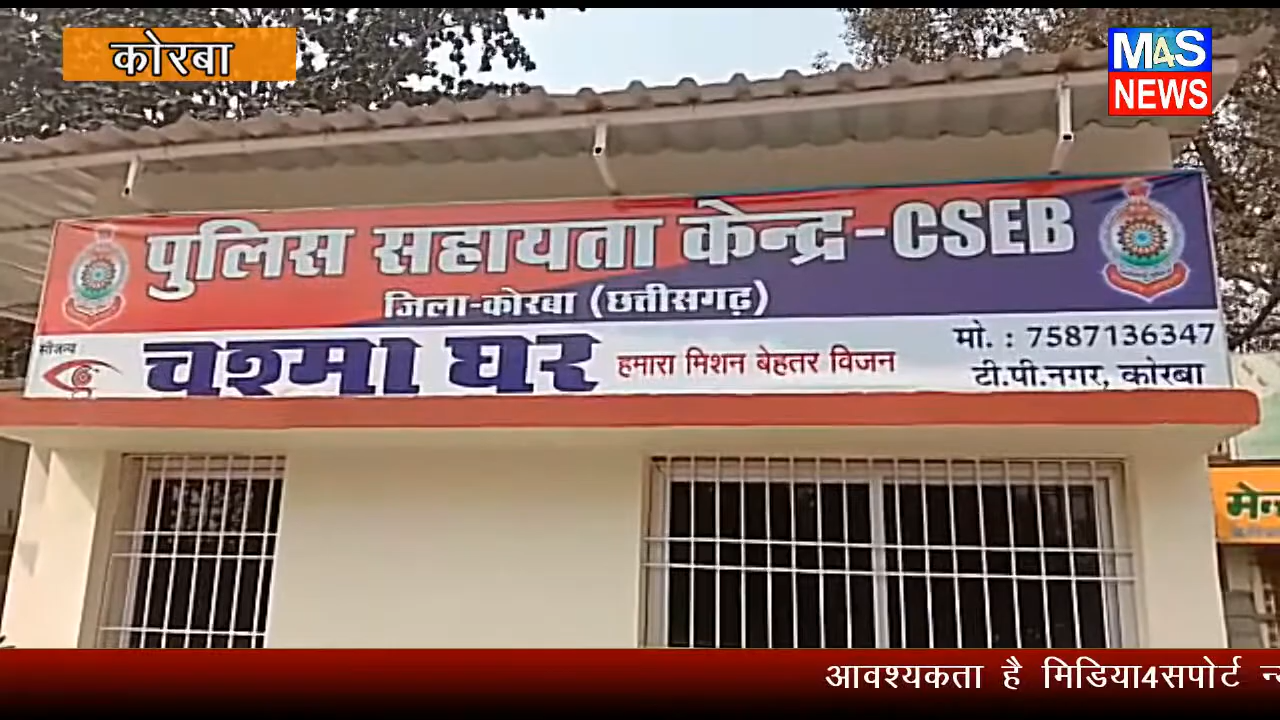 कोरबा
M4S
NEWS
पुलिस सहायता केन्द्र-CSEB
जिला-कोरबा (छत्तीसगढ़)
सौजन्य :
चश्मा घर
हमारा मिशन बेहतर विजन
मो. : 7587136347
टी.पी.नगर, कोरबा
आवश्यकता है मिडिया4सपोर्ट